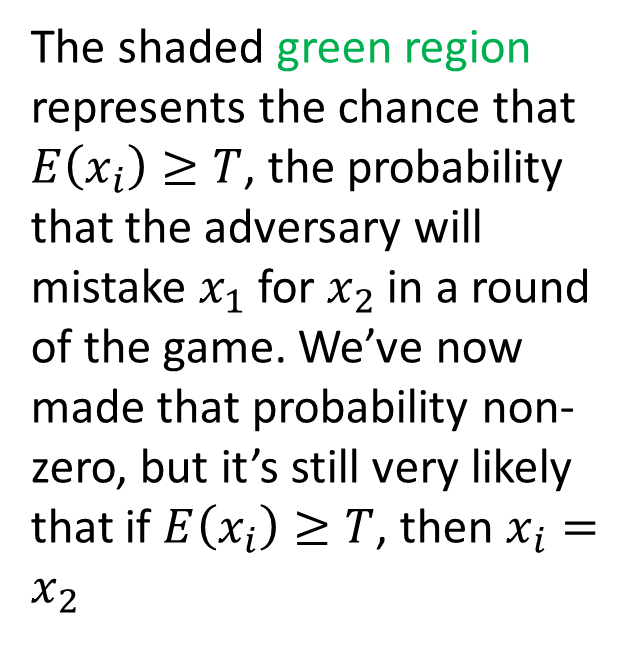 The shaded green region
represents the chance that
E(xᵢ) ≥ T, the probability
that the adversary will
mistake x₁ for x₂ in a round
of the game. We’ve now
made that probability non-
zero, but it’s still very likely
that if E(xᵢ) ≥ T, then xᵢ =
x₂